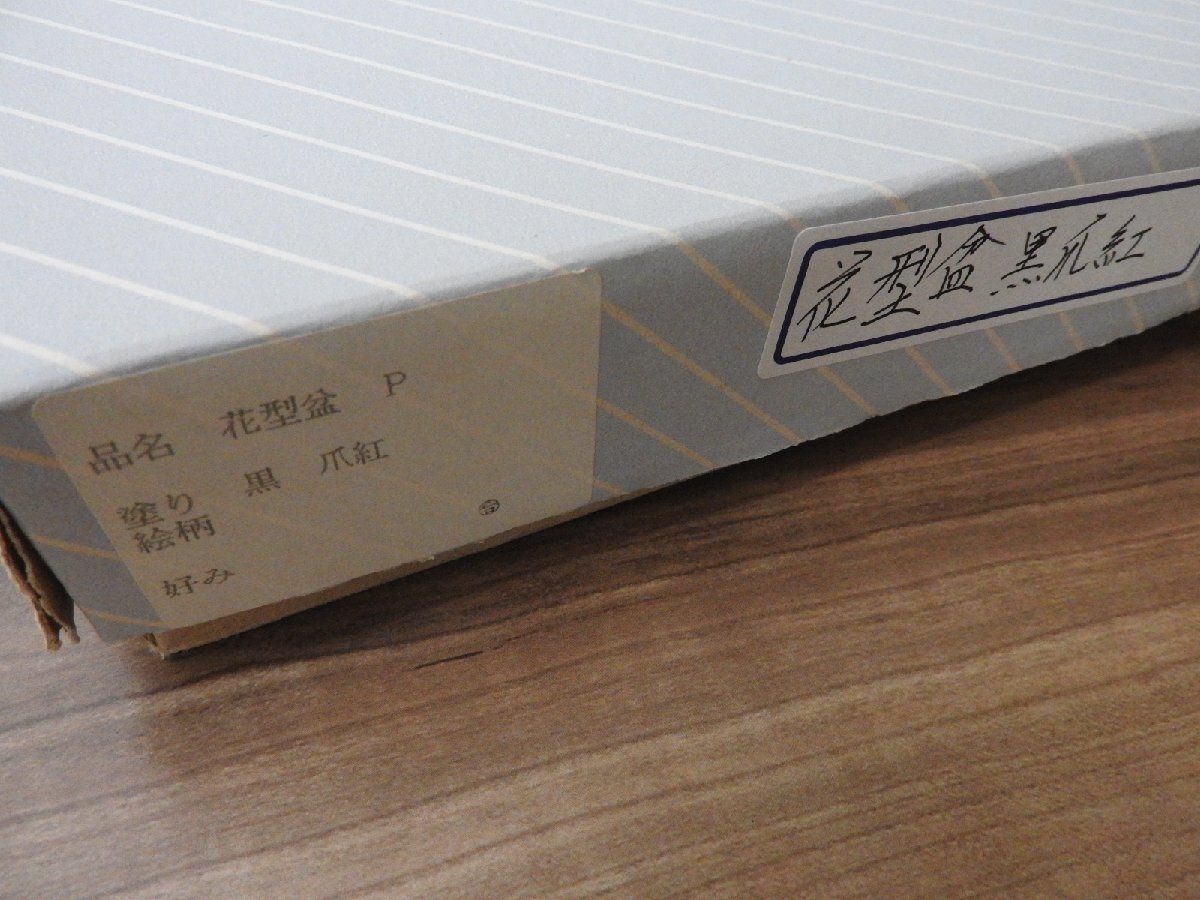 品名 花型盆 P
塗り 黒 爪紅
絵柄
好み
花型盆 黒爪紅